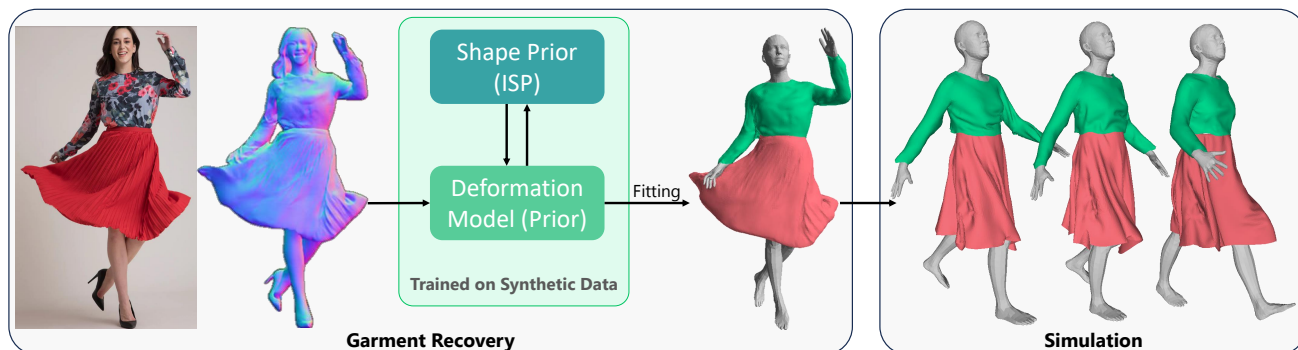 Shape Prior
(ISP)
Deformation
Model (Prior)
Fitting
Trained on Synthetic Data
Garment Recovery
Simulation